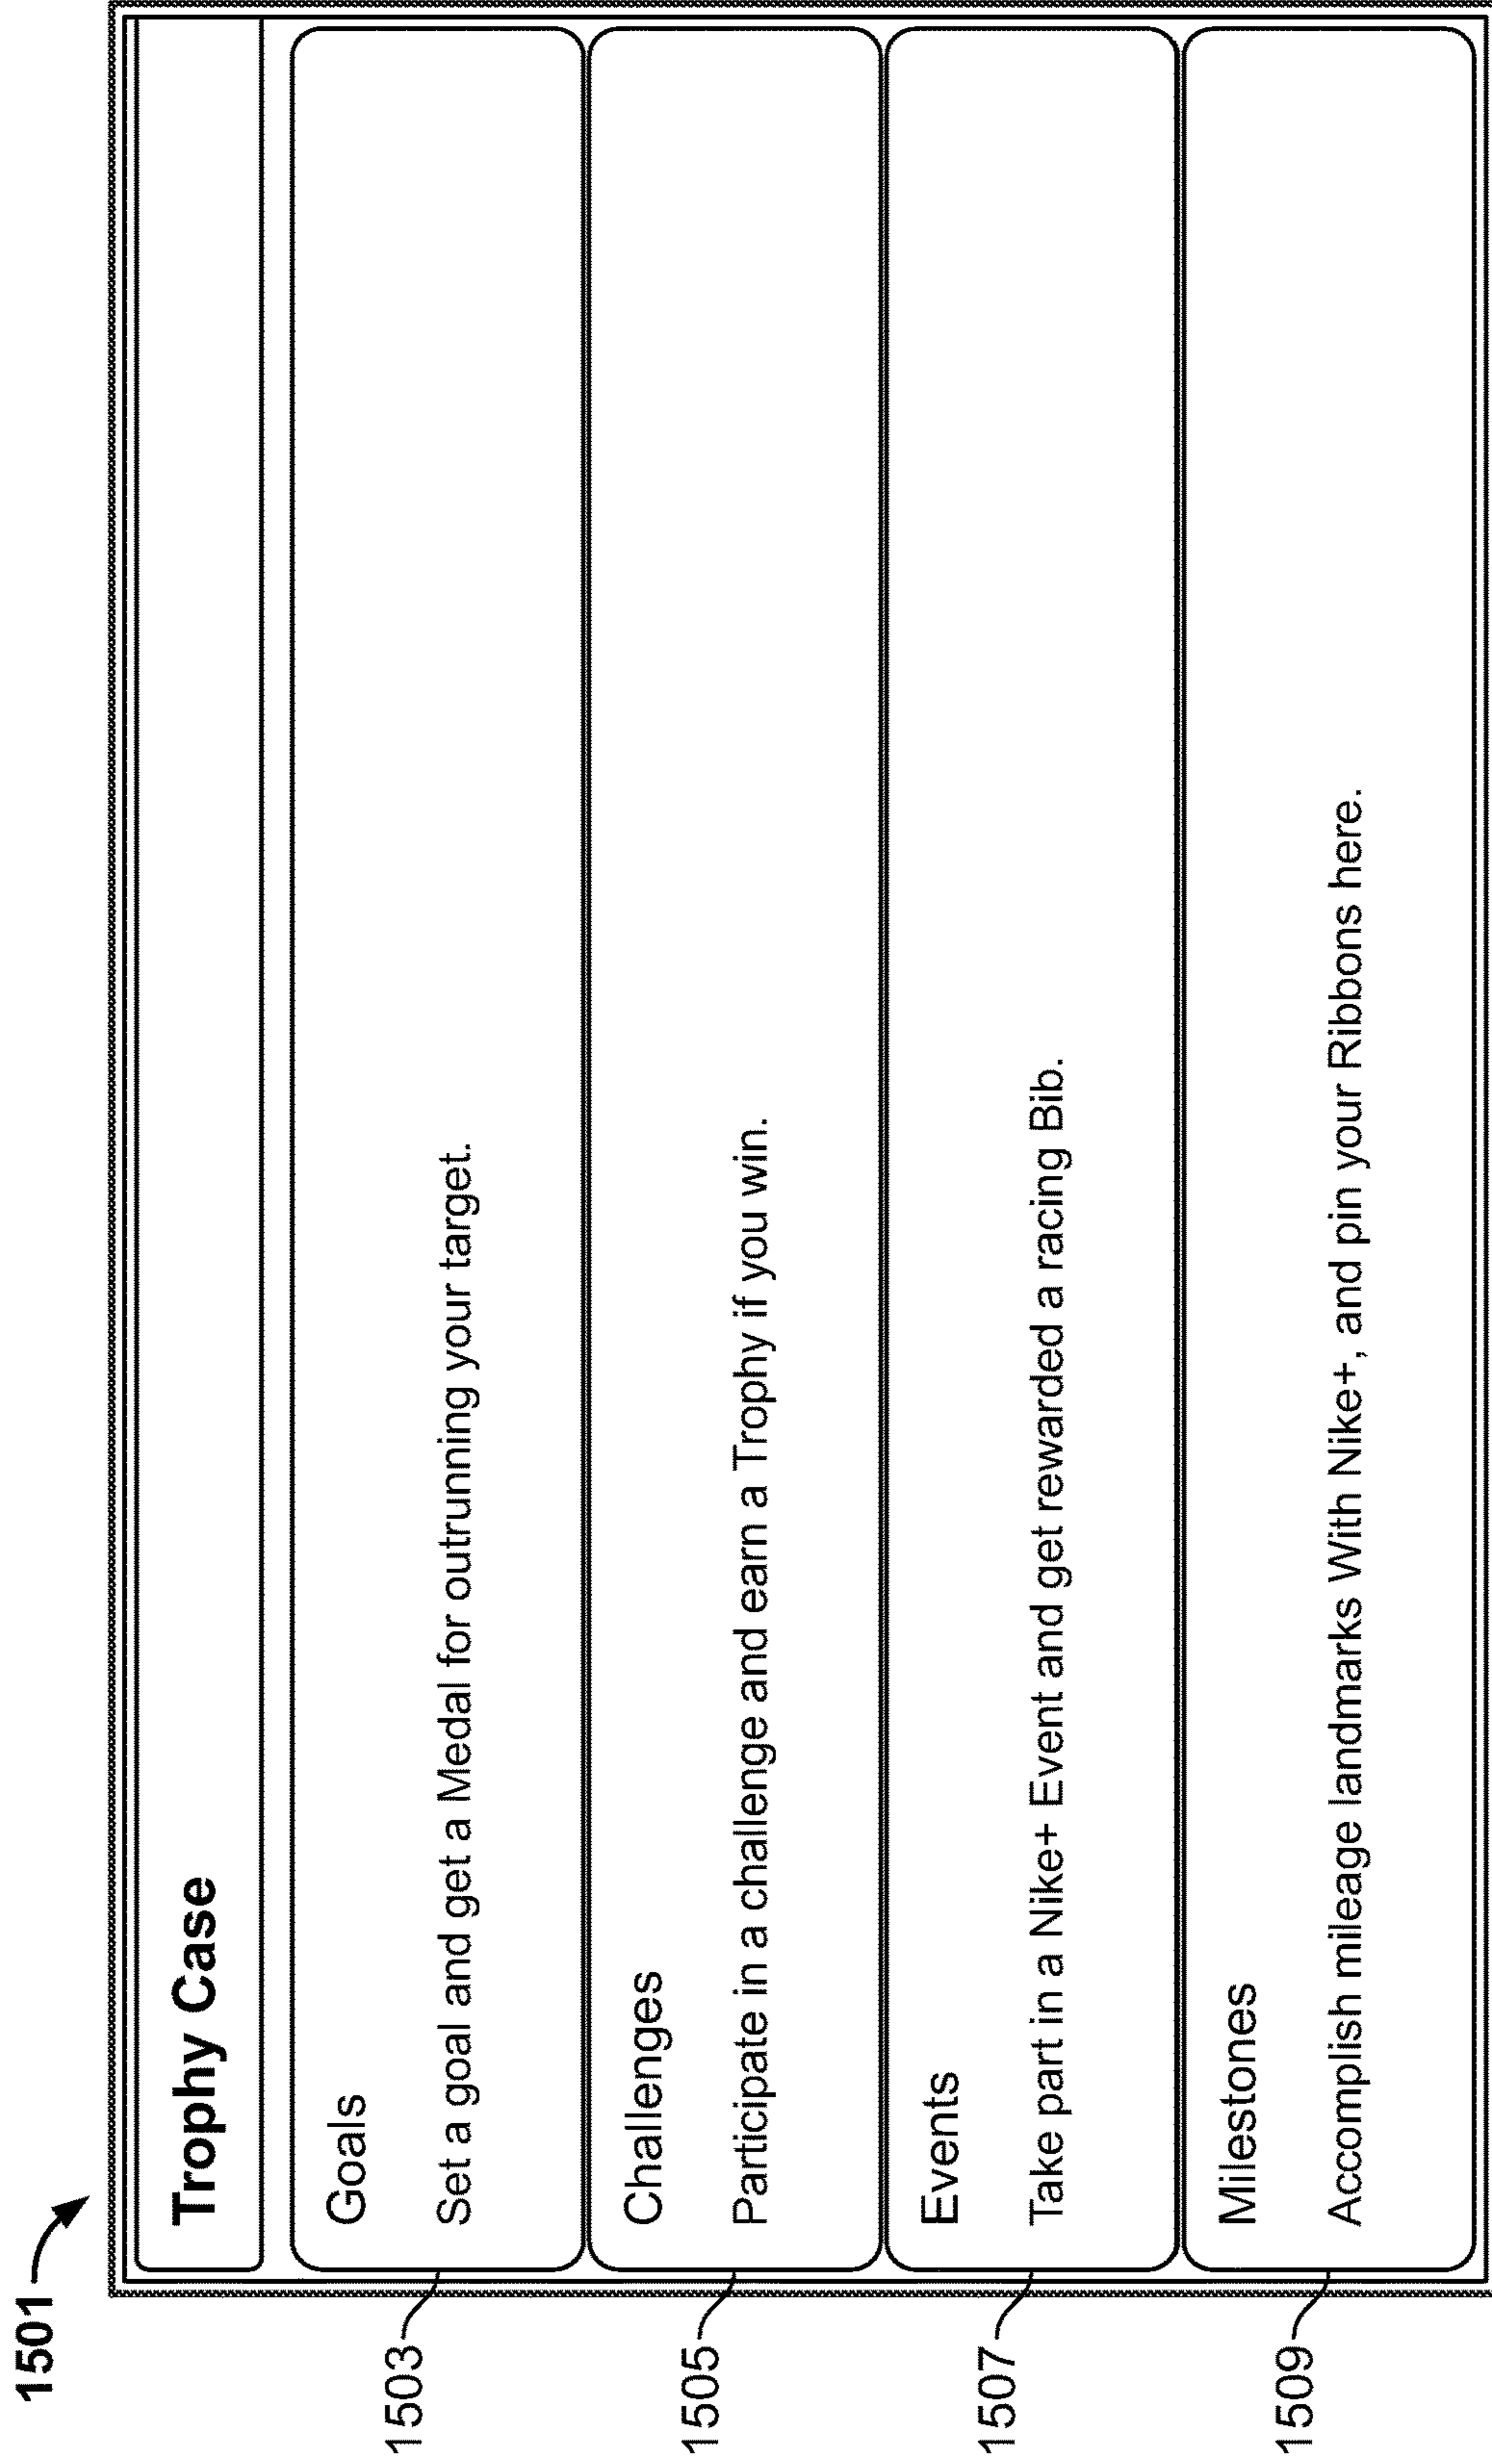 1501
Trophy Case
Goals
1503
Set a goal and get a Medal for outrunning your target.
Challenges
1505
Participate in a challenge and earn a Trophy if you win.
Events
1507
Take part in a Nike+ Event and get rewarded a racing Bib.
Milestones
1509
Accomplish mileage landmarks With Nike+, and pin your Ribbons here.